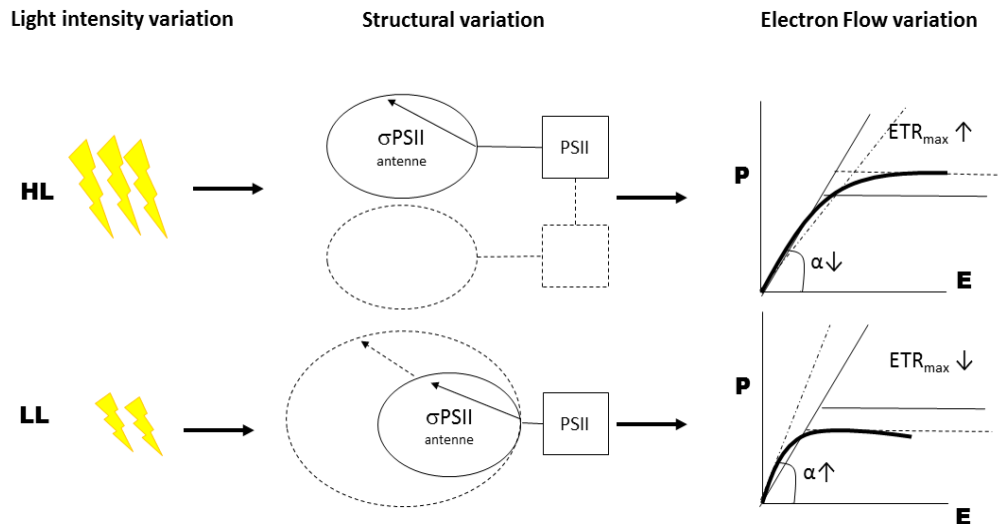 Light intensity variation
Structural variation
Electron Flow variation
HL
σPSII
antenne
PSII
P
ETRmax ↑
α↓
E
LL
σPSII
antenne
PSII
P
ETRmax ↓
α↑
E